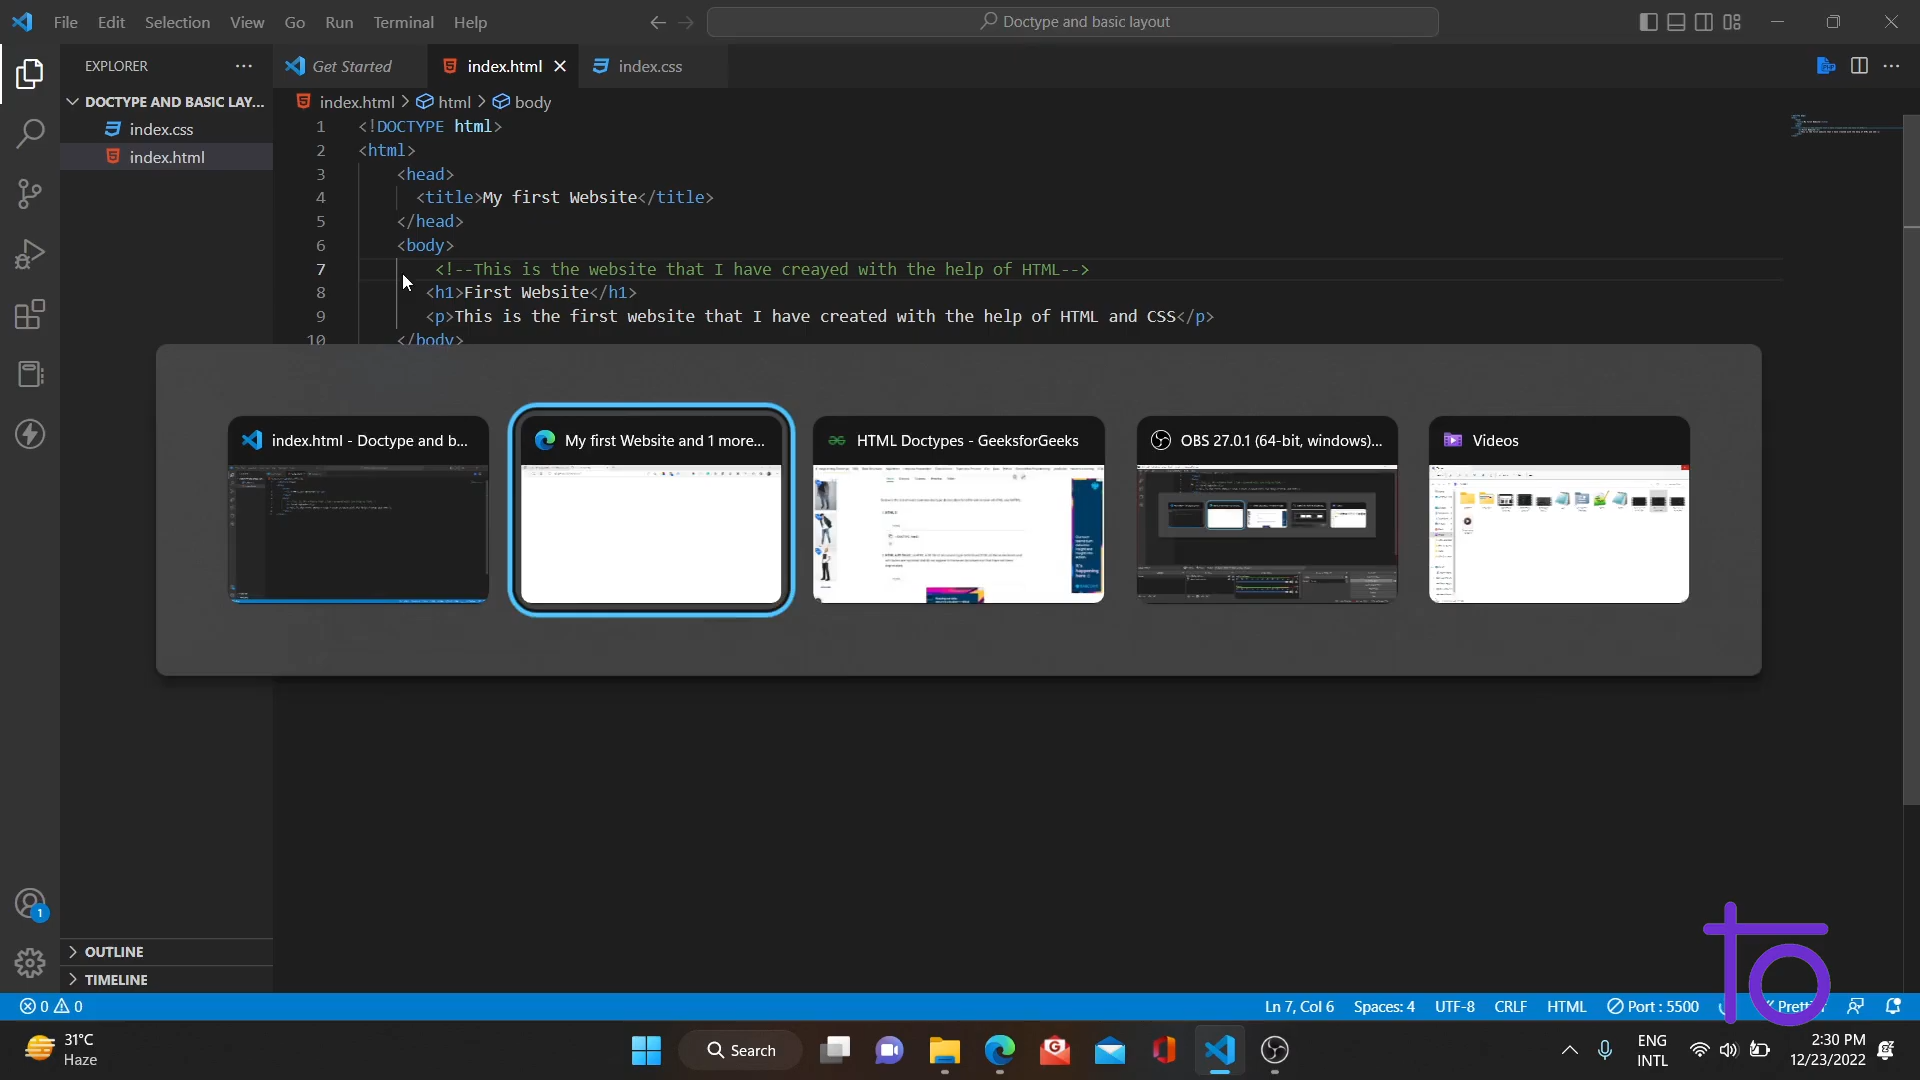 File Edit Selection View Go Run Terminal Help
Doctype and basic layout
EXPLORER
Get Started
index.html
index.css
DOCTYPE AND BASIC LAY...
index.css
index.html
index.html > html > body
1 <!DOCTYPE html>
2 <html>
3 <head>
4 <title>My first Website</title>
5 </head>
6 <body>
7 <!--This is the website that I have creayed with the help of HTML-->
8 <h1>First Website</h1>
9 <p>This is the first website that I have created with the help of HTML and CSS</p>
10 </body>
index.html - Doctype and b...
My first Website and 1 more...
HTML Doctypes - GeeksforGeeks
OBS 27.0.1 (64-bit, windows)...
Videos
1
OUTLINE
TIMELINE
0 0
Ln 7, Col 6
Spaces: 4
UTF-8
CRLF
HTML
Port : 5500
to
31°C
Haze
Search
ENG
INTL
2:30 PM
12/23/2022